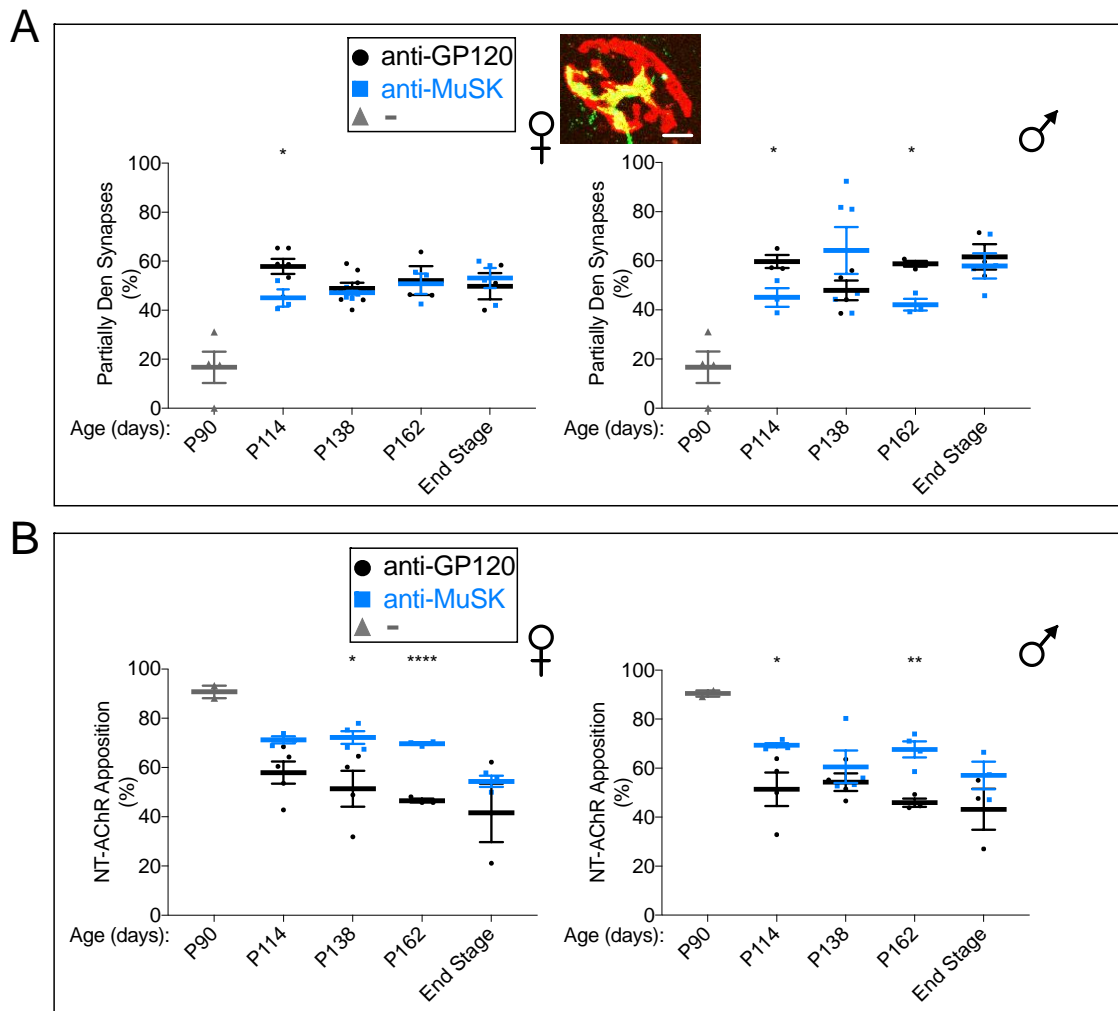 A
anti-GP120
anti-MuSK
-
♀
♂
*
100
80
60
40
20
0
Partially Den Synapses
(%)
Age (days):
P90
P114
P138
P162
End Stage
* *
100
80
60
40
20
0
Partially Den Synapses
(%)
Age (days):
P90
P114
P138
P162
End Stage
B
anti-GP120
anti-MuSK
-
♀
♂
* ****
100
80
60
40
20
0
NT-AChR Apposition
(%)
Age (days):
P90
P114
P138
P162
End Stage
* **
100
80
60
40
20
0
NT-AChR Apposition
(%)
Age (days):
P90
P114
P138
P162
End Stage